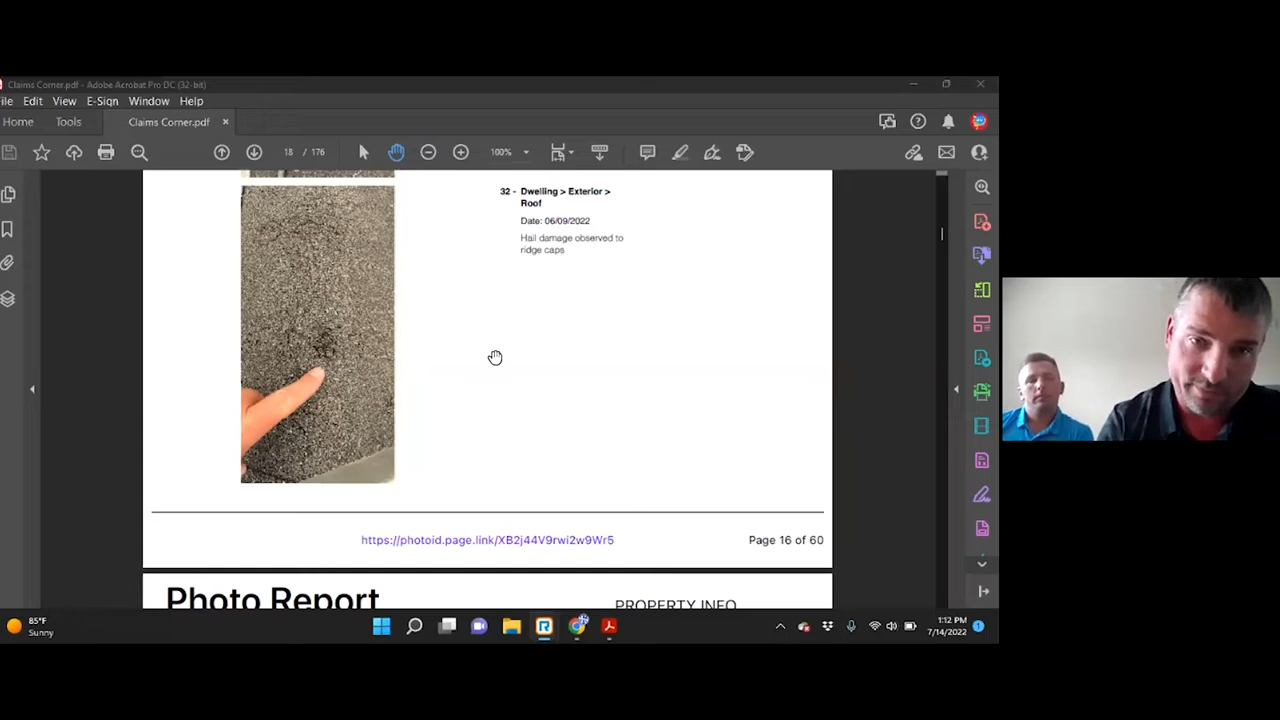 Claims Corner.pdf - Adobe Acrobat Pro DC (32-bit)
File Edit View E-Sign Window Help
Home Tools Claims Corner.pdf ×
18 / 176 100%
32 - Dwelling > Exterior >
Roof
Date: 06/09/2022
Hail damage observed to
ridge caps
https://photoid.page.link/XB2j44V9rwi2w9Wr5 Page 16 of 60
Photo Report PROPERTY INFO
85°F
Sunny
1:12 PM
7/14/2022 1